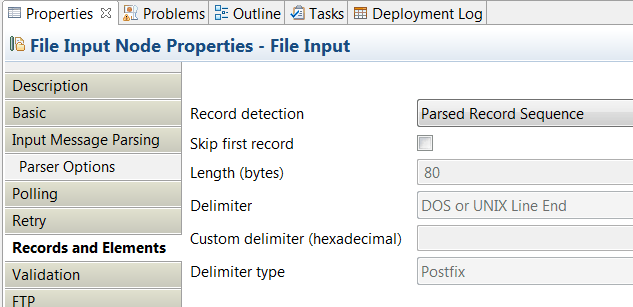 Properties Problems Outline Tasks Deployment Log
File Input Node Properties - File Input
Description
Basic
Input Message Parsing
Parser Options
Polling
Retry
Records and Elements
Validation
FTP
Record detection Parsed Record Sequence
Skip first record
Length (bytes) 80
Delimiter DOS or UNIX Line End
Custom delimiter (hexadecimal)
Delimiter type Postfix